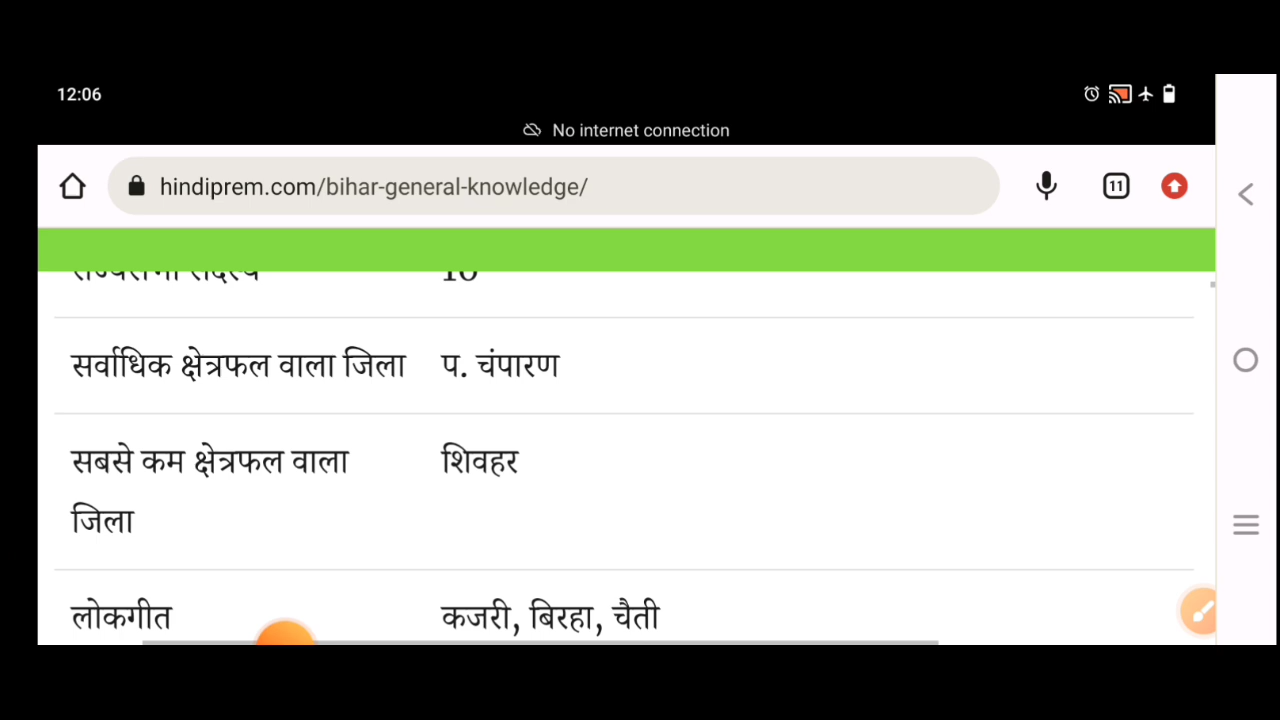 12:06
No internet connection
hindiprem.com/bihar-general-knowledge/
11
सर्वाधिक क्षेत्रफल वाला जिला प. चंपारण
सबसे कम क्षेत्रफल वाला शिवहर
जिला
लोकगीत कजरी, बिरहा, चैती